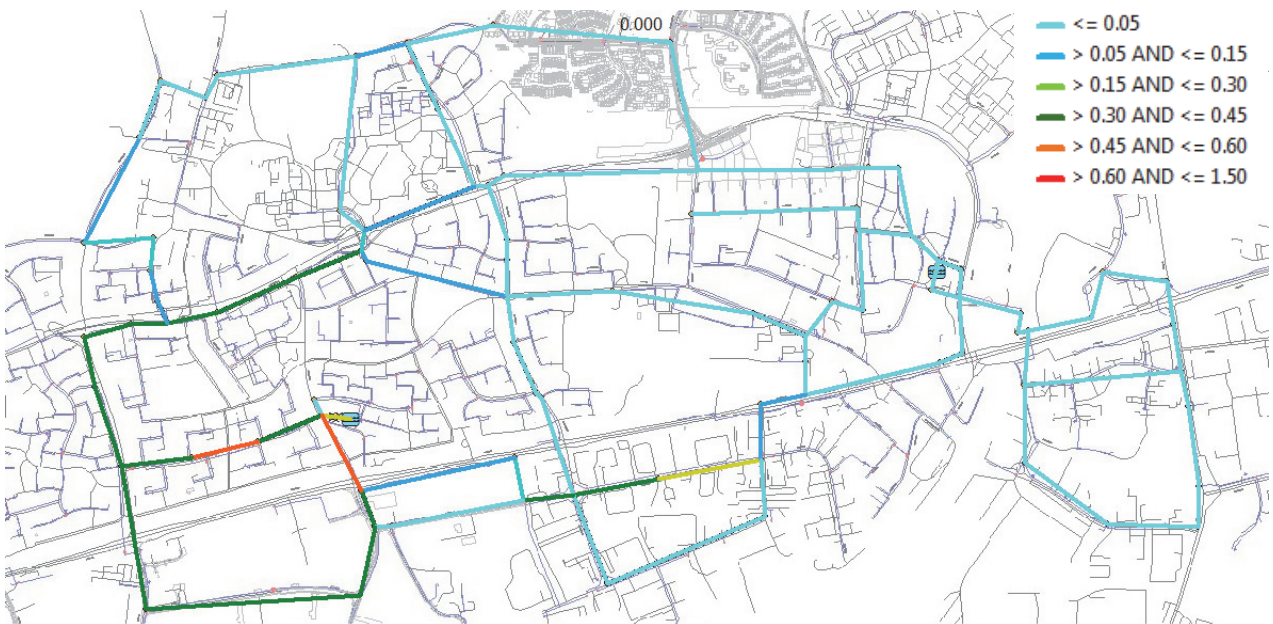 0.000
<= 0.05
> 0.05 AND <= 0.15
> 0.15 AND <= 0.30
> 0.30 AND <= 0.45
> 0.45 AND <= 0.60
> 0.60 AND <= 1.50